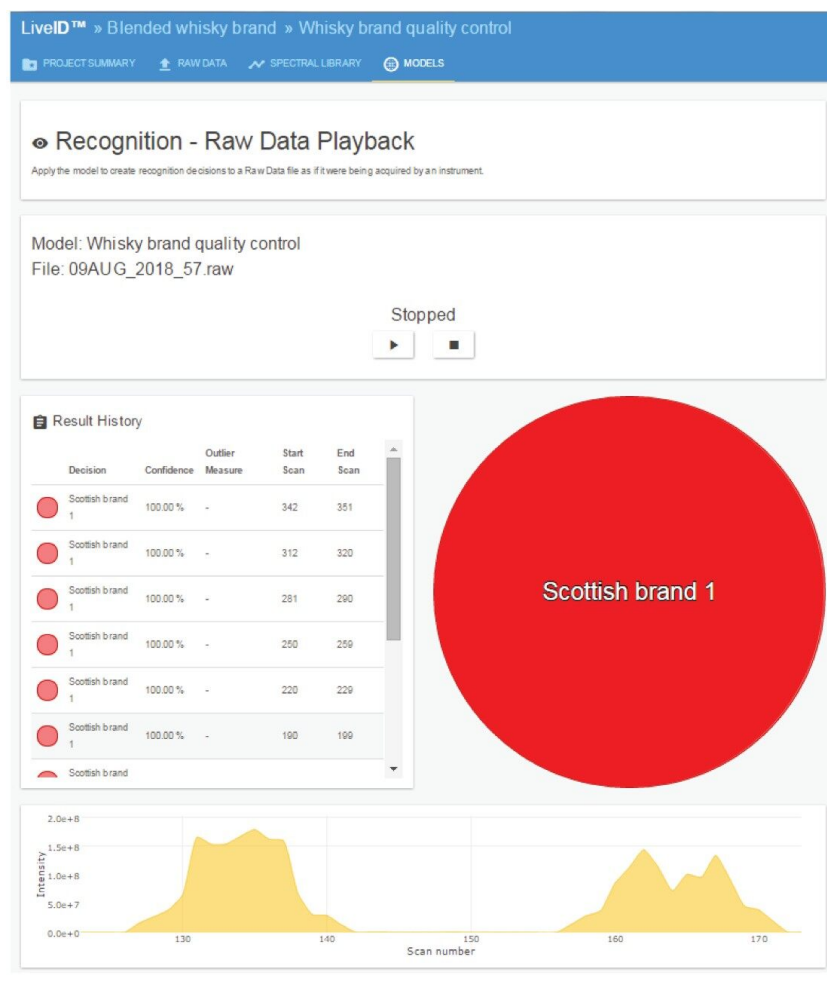 LiveID™ » Blended whisky brand » Whisky brand quality control
PROJECT SUMMARY RAW DATA SPECTRAL LIBRARY MODELS
Recognition - Raw Data Playback
Apply the model to create recognition decisions to a Raw Data file as if it were being acquired by an instrument.
Model: Whisky brand quality control
File: 09AUG_2018_57.raw
Stopped
Result History
Decision Confidence Outlier Measure Start Scan End Scan
Scottish brand 1 100.00 % - 342 351
Scottish brand 1 100.00 % - 312 320
Scottish brand 1 100.00 % - 281 290
Scottish brand 1 100.00 % - 250 259
Scottish brand 1 100.00 % - 220 229
Scottish brand 1 100.00 % - 190 199
Scottish brand
Scottish brand 1
2.0e+8
1.5e+8
1.0e+8
5.0e+7
0.0e+0
Intensity
130 140 150 160 170
Scan number